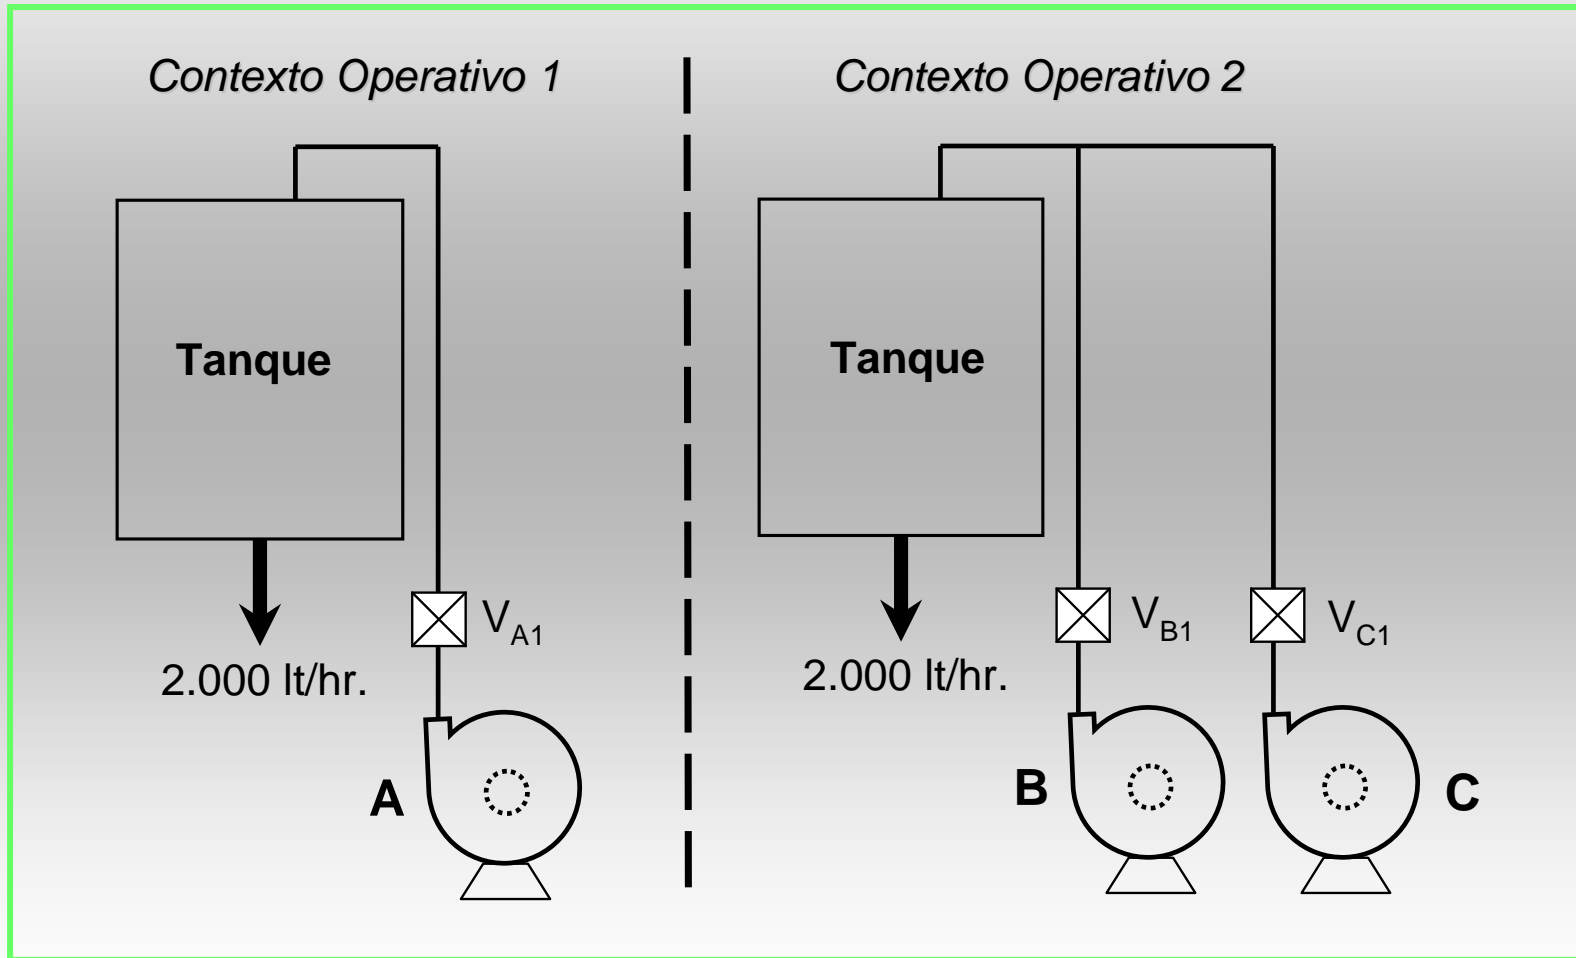 Contexto Operativo 1
Tanque
2.000 lt/hr.
VA1
A
Contexto Operativo 2
Tanque
2.000 lt/hr.
VB1
VC1
B
C